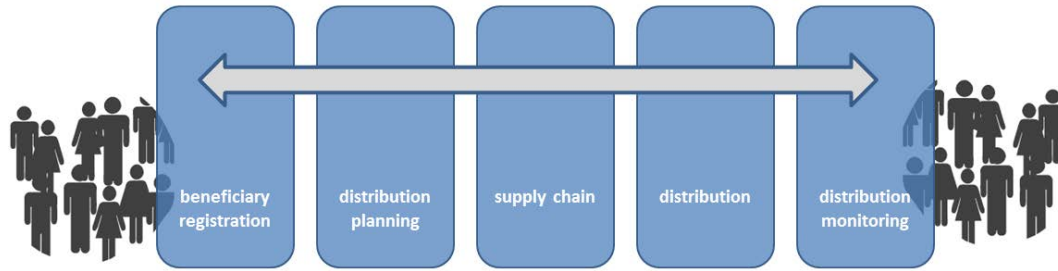 beneficiary
registration
distribution
planning
supply chain
distribution
distribution
monitoring